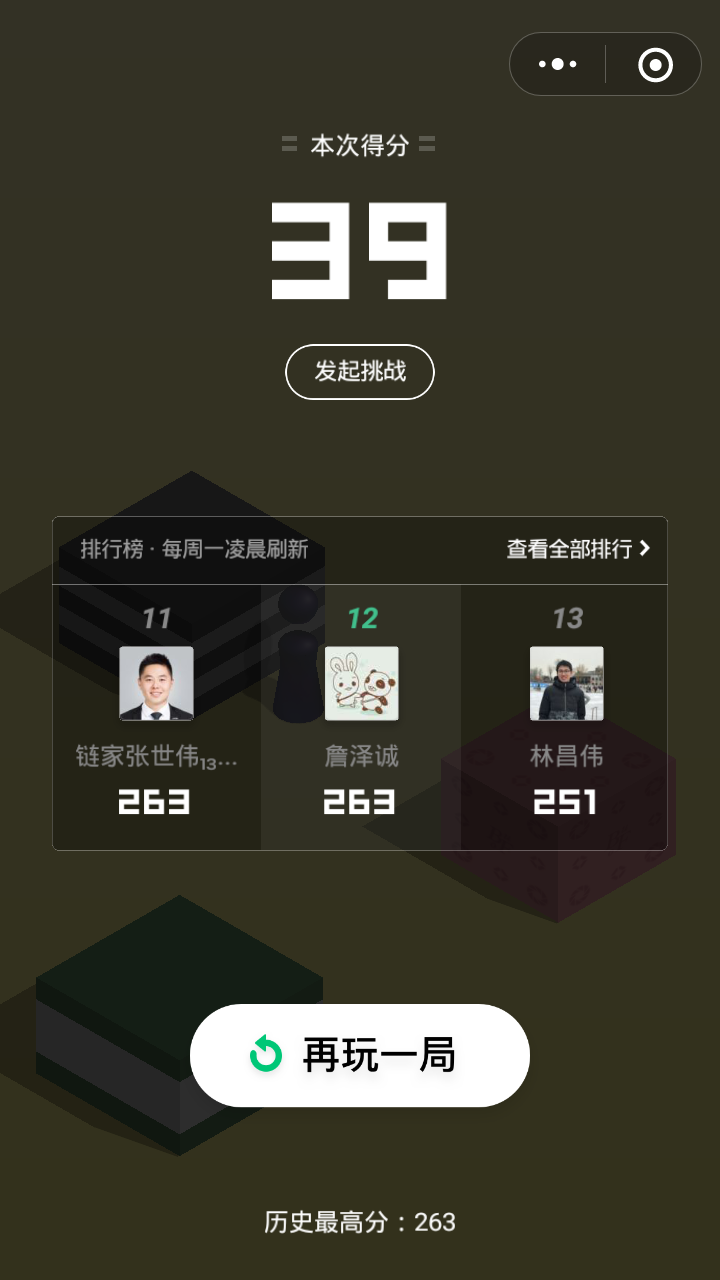 本次得分
39
发起挑战
排行榜 · 每周一凌晨刷新
查看全部排行
11
12
13
链家张世伟13...
詹泽诚
林昌伟
263
263
251
再玩一局
历史最高分：263